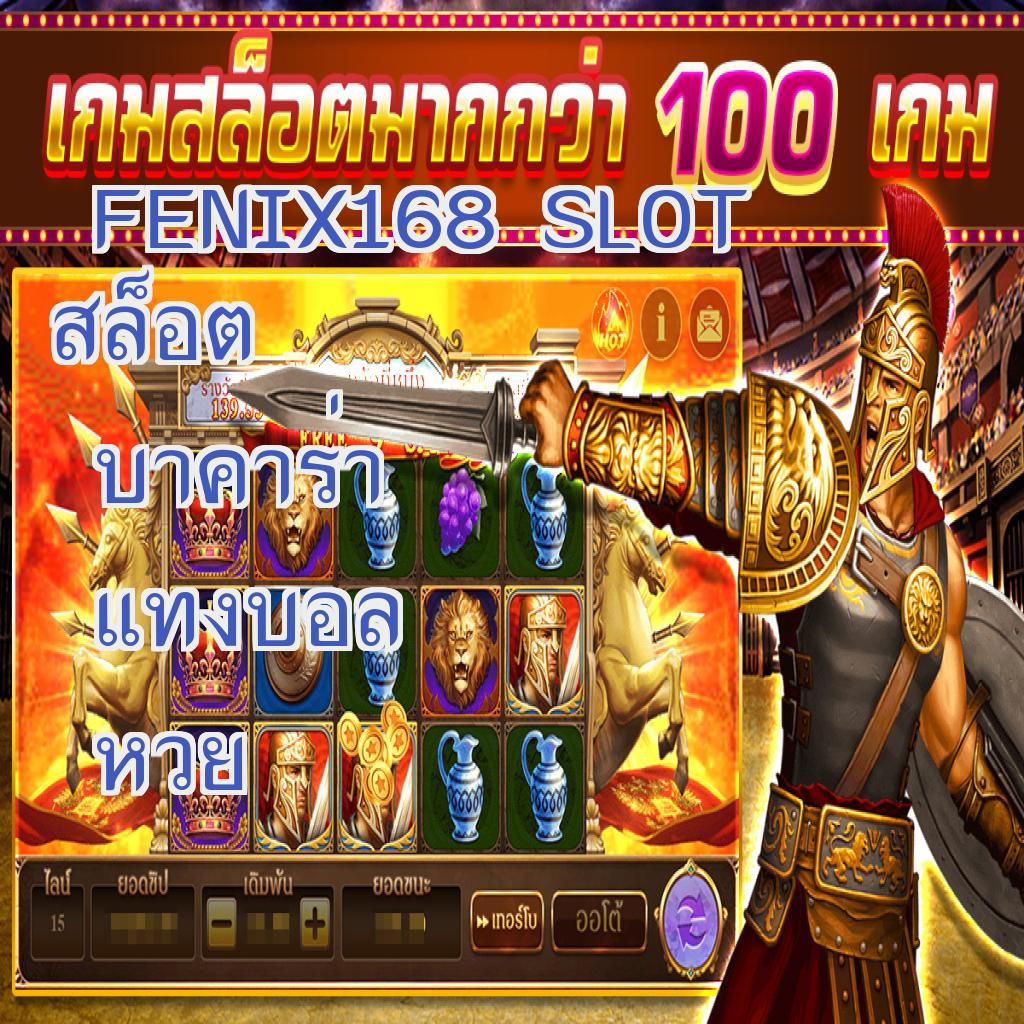 เกมสล็อตมากกว่า 100 เกม
FENIX168 SLOT
สล็อต
HOT
i
139.
บาคาร่า
แทงบอล
หวย
ไลน์ ยอดชิป เดิมพัน ยอดชนะ
15 เทอร์โบ ออโต้